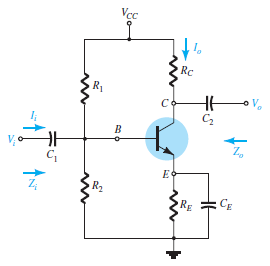 V_CC
I_o
R_C
R_1
C
V_o
C_2
I_i
B
V_i
C_1
Z_o
E
Z_i
R_2
R_E
C_E